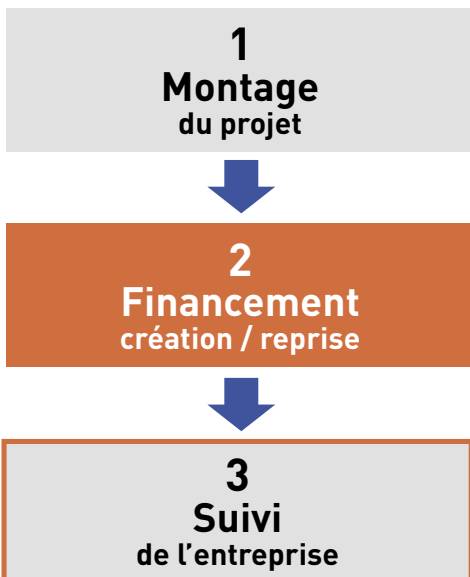 1
Montage
du projet
2
Financement
création / reprise
3
Suivi
de l'entreprise